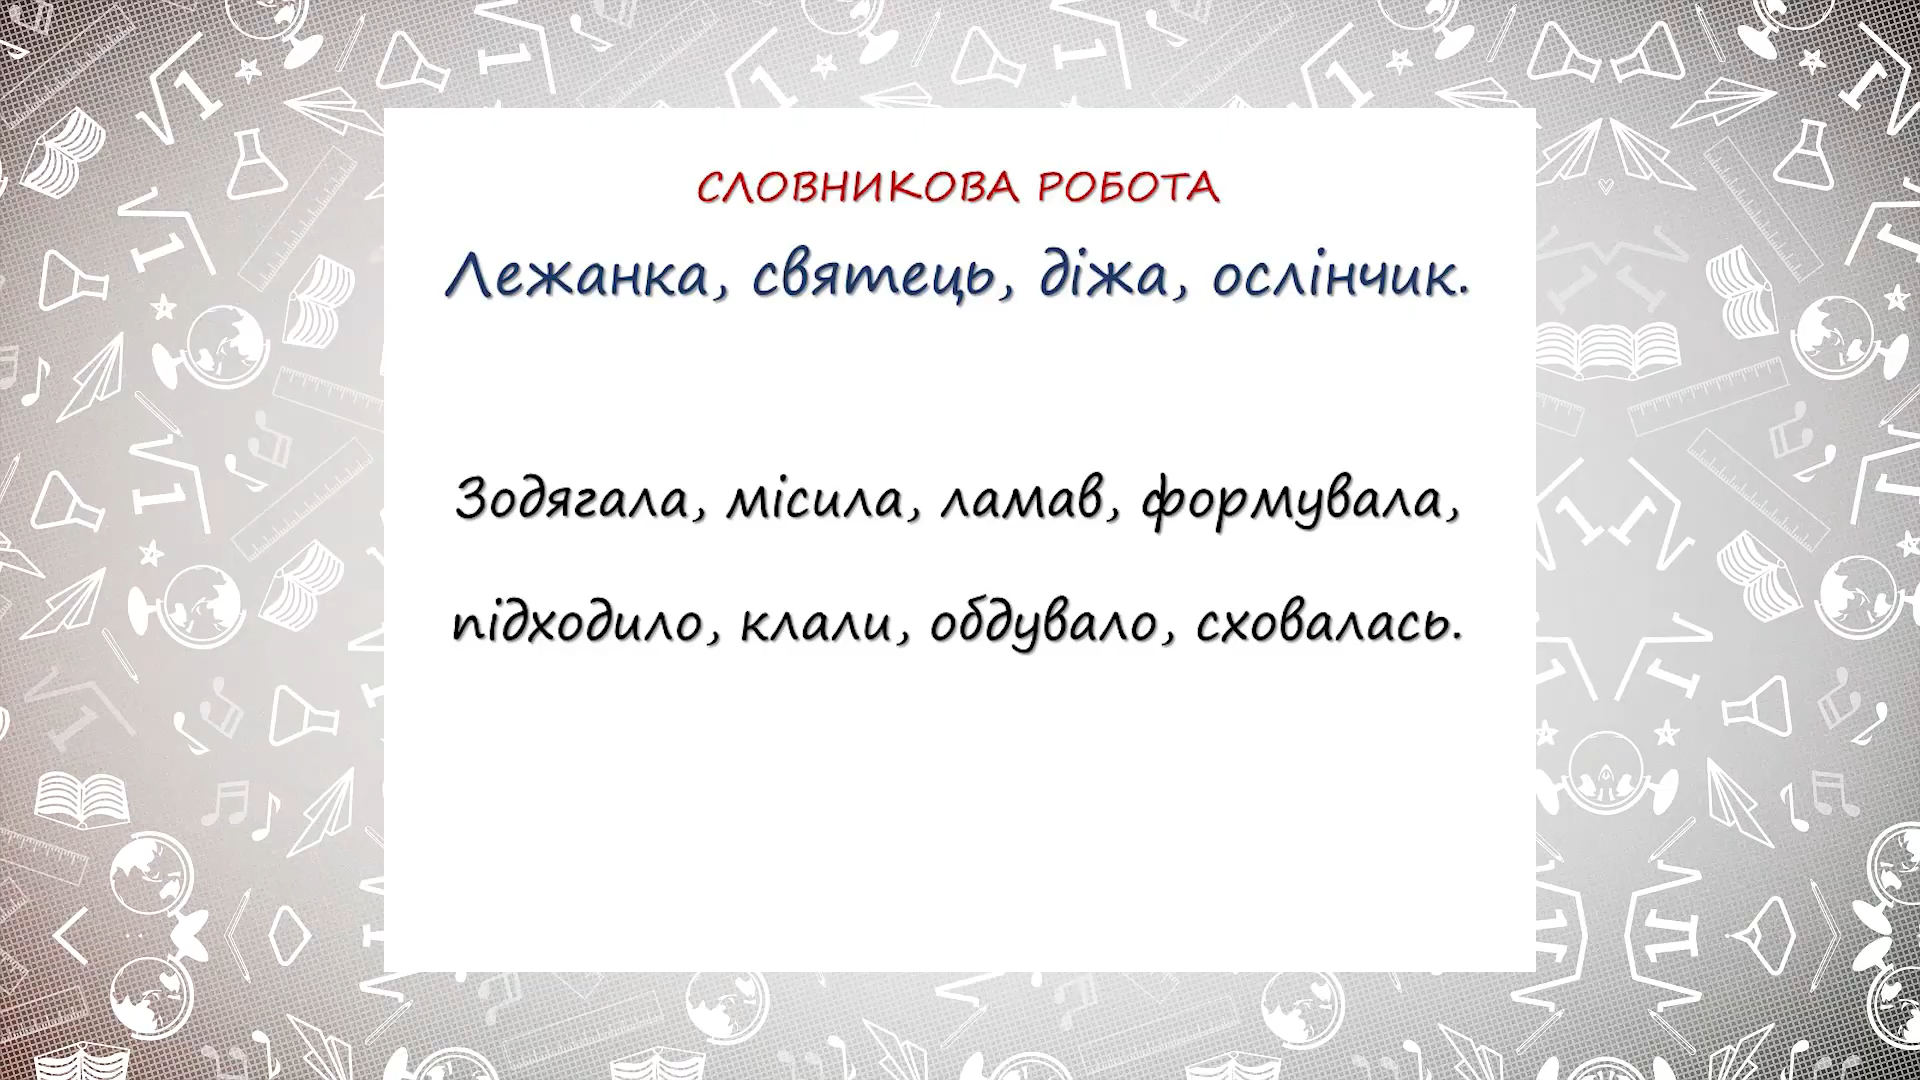 СЛОВНИКОВА РОБОТА
Лежанка, святець, діжа, ослінчик.
Зодягала, місила, ламав, формувала,
підходило, клали, обдувало, сховалась.